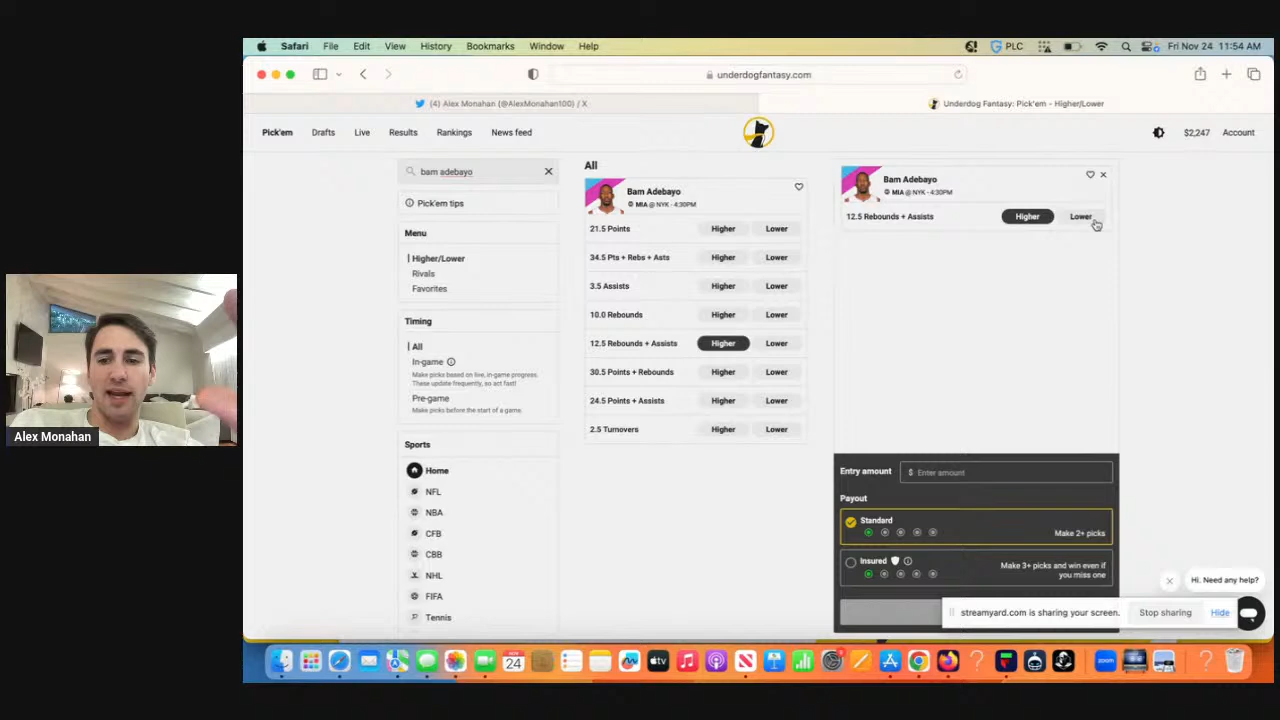 Safari File Edit View History Bookmarks Window Help
PLC
Fri Nov 24 11:54 AM
underdogfantasy.com
(4) Alex Monahan (@AlexMonahan100) / X
Underdog Fantasy: Pick'em - Higher/Lower
Pick'em Drafts Live Results Rankings News feed
$2,247 Account
bam adebayo
Pick'em tips
Menu
Higher/Lower
Rivals
Favorites
Timing
All
In-game
Make picks based on live, in-game progress.
These update frequently, so act fast!
Pre-game
Make picks before the start of a game.
Sports
Home
NFL
NBA
CFB
CBB
NHL
FIFA
Tennis
All
Bam Adebayo
MIA @ NYK - 4:30PM
21.5 Points Higher Lower
34.5 Pts + Rebs + Asts Higher Lower
3.5 Assists Higher Lower
10.0 Rebounds Higher Lower
12.5 Rebounds + Assists Higher Lower
30.5 Points + Rebounds Higher Lower
24.5 Points + Assists Higher Lower
2.5 Turnovers Higher Lower
Bam Adebayo
MIA @ NYK - 4:30PM
12.5 Rebounds + Assists Higher Lower
Entry amount $ Enter amount
Payout
Standard
Make 2+ picks
Insured
Make 3+ picks and win even if
you miss one
Hi. Need any help?
streamyard.com is sharing your screen. Stop sharing Hide
Alex Monahan
NOV
24
tv
zoom